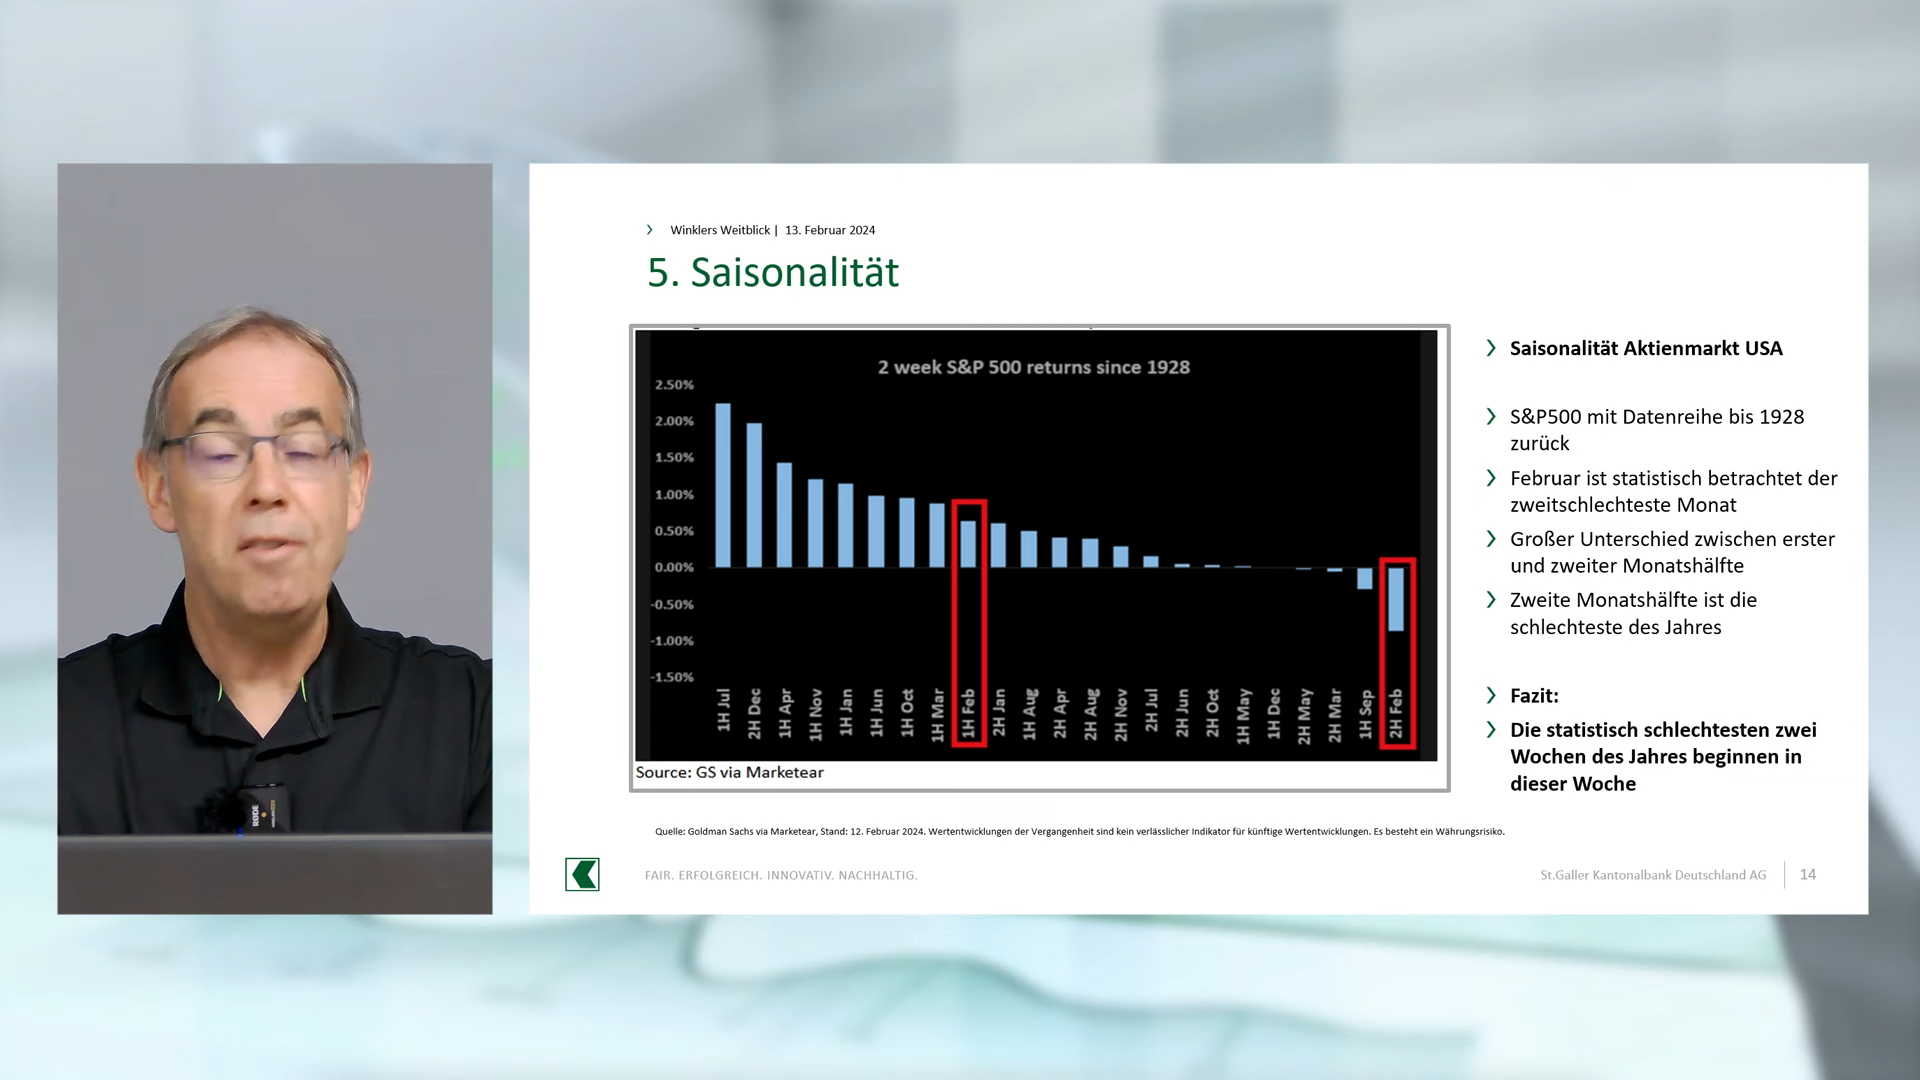 Winklers Weitblick | 13. Februar 2024
5. Saisonalität
2 week S&P 500 returns since 1928
2.50%
2.00%
1.50%
1.00%
0.50%
0.00%
-0.50%
-1.00%
-1.50%
1H Jul
2H Dec
1H Apr
1H Nov
1H Jan
1H Jun
1H Oct
1H Mar
1H Feb
2H Jan
1H Aug
2H Apr
2H Aug
2H Nov
2H Jul
2H Jun
2H Oct
1H May
1H Dec
2H May
2H Mar
1H Sep
2H Feb
Source: GS via Marketear
Saisonalität Aktienmarkt USA
S&P500 mit Datenreihe bis 1928
zurück
Februar ist statistisch betrachtet der
zweitschlechteste Monat
Großer Unterschied zwischen erster
und zweiter Monatshälfte
Zweite Monatshälfte ist die
schlechteste des Jahres
Fazit:
Die statistisch schlechtesten zwei
Wochen des Jahres beginnen in
dieser Woche
Quelle: Goldman Sachs via Marketear, Stand: 12. Februar 2024. Wertentwicklungen der Vergangenheit sind kein verlässlicher Indikator für künftige Wertentwicklungen. Es besteht ein Währungsrisiko.
FAIR. ERFOLGREICH. INNOVATIV. NACHHALTIG.
St.Galler Kantonalbank Deutschland AG
14
RØDE